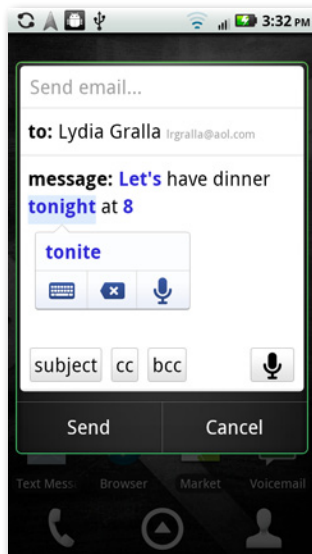 3:32 PM
Send email...
to: Lydia Gralla lrgralla@aol.com
message: Let's have dinner
tonight at 8
tonite
subject cc bcc
Send Cancel
Text Mess Browser Market Voicemail